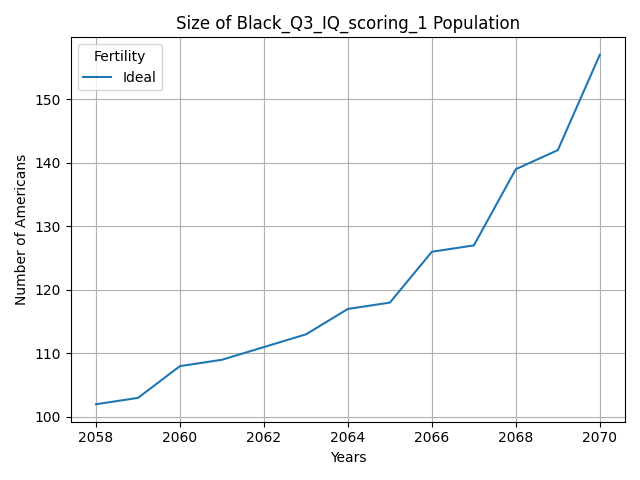 Size of Black_Q3_IQ_scoring_1 Population
Fertility
Ideal
Number of Americans
150
140
130
120
110
100
2058 2060 2062 2064 2066 2068 2070
Years